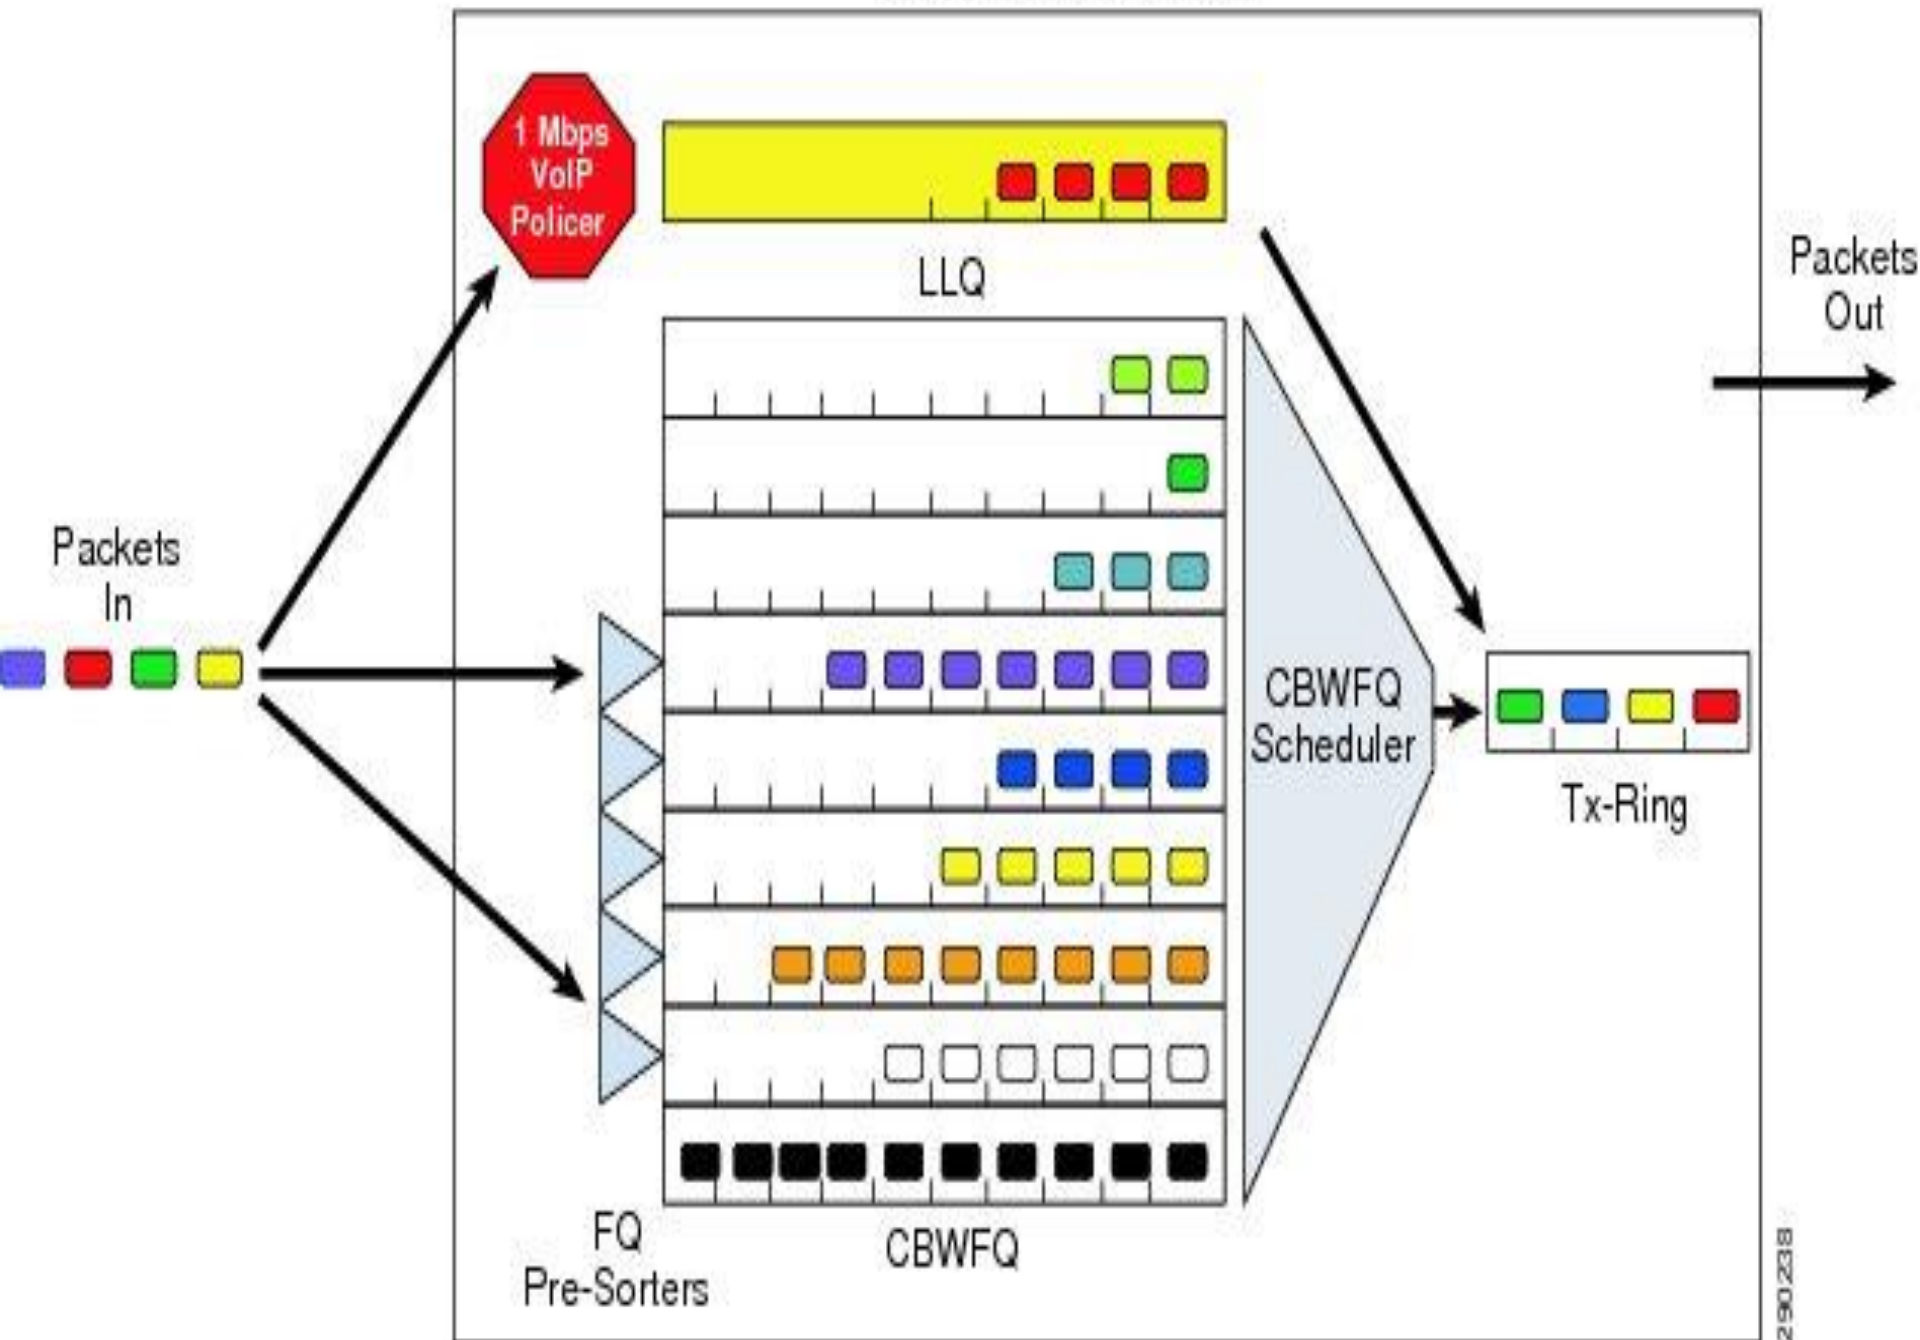 1 Mbps
VoIP
Policer
LLQ
Packets
Out
Packets
In
CBWFQ
Scheduler
Tx-Ring
FQ
Pre-Sorters
CBWFQ
290238